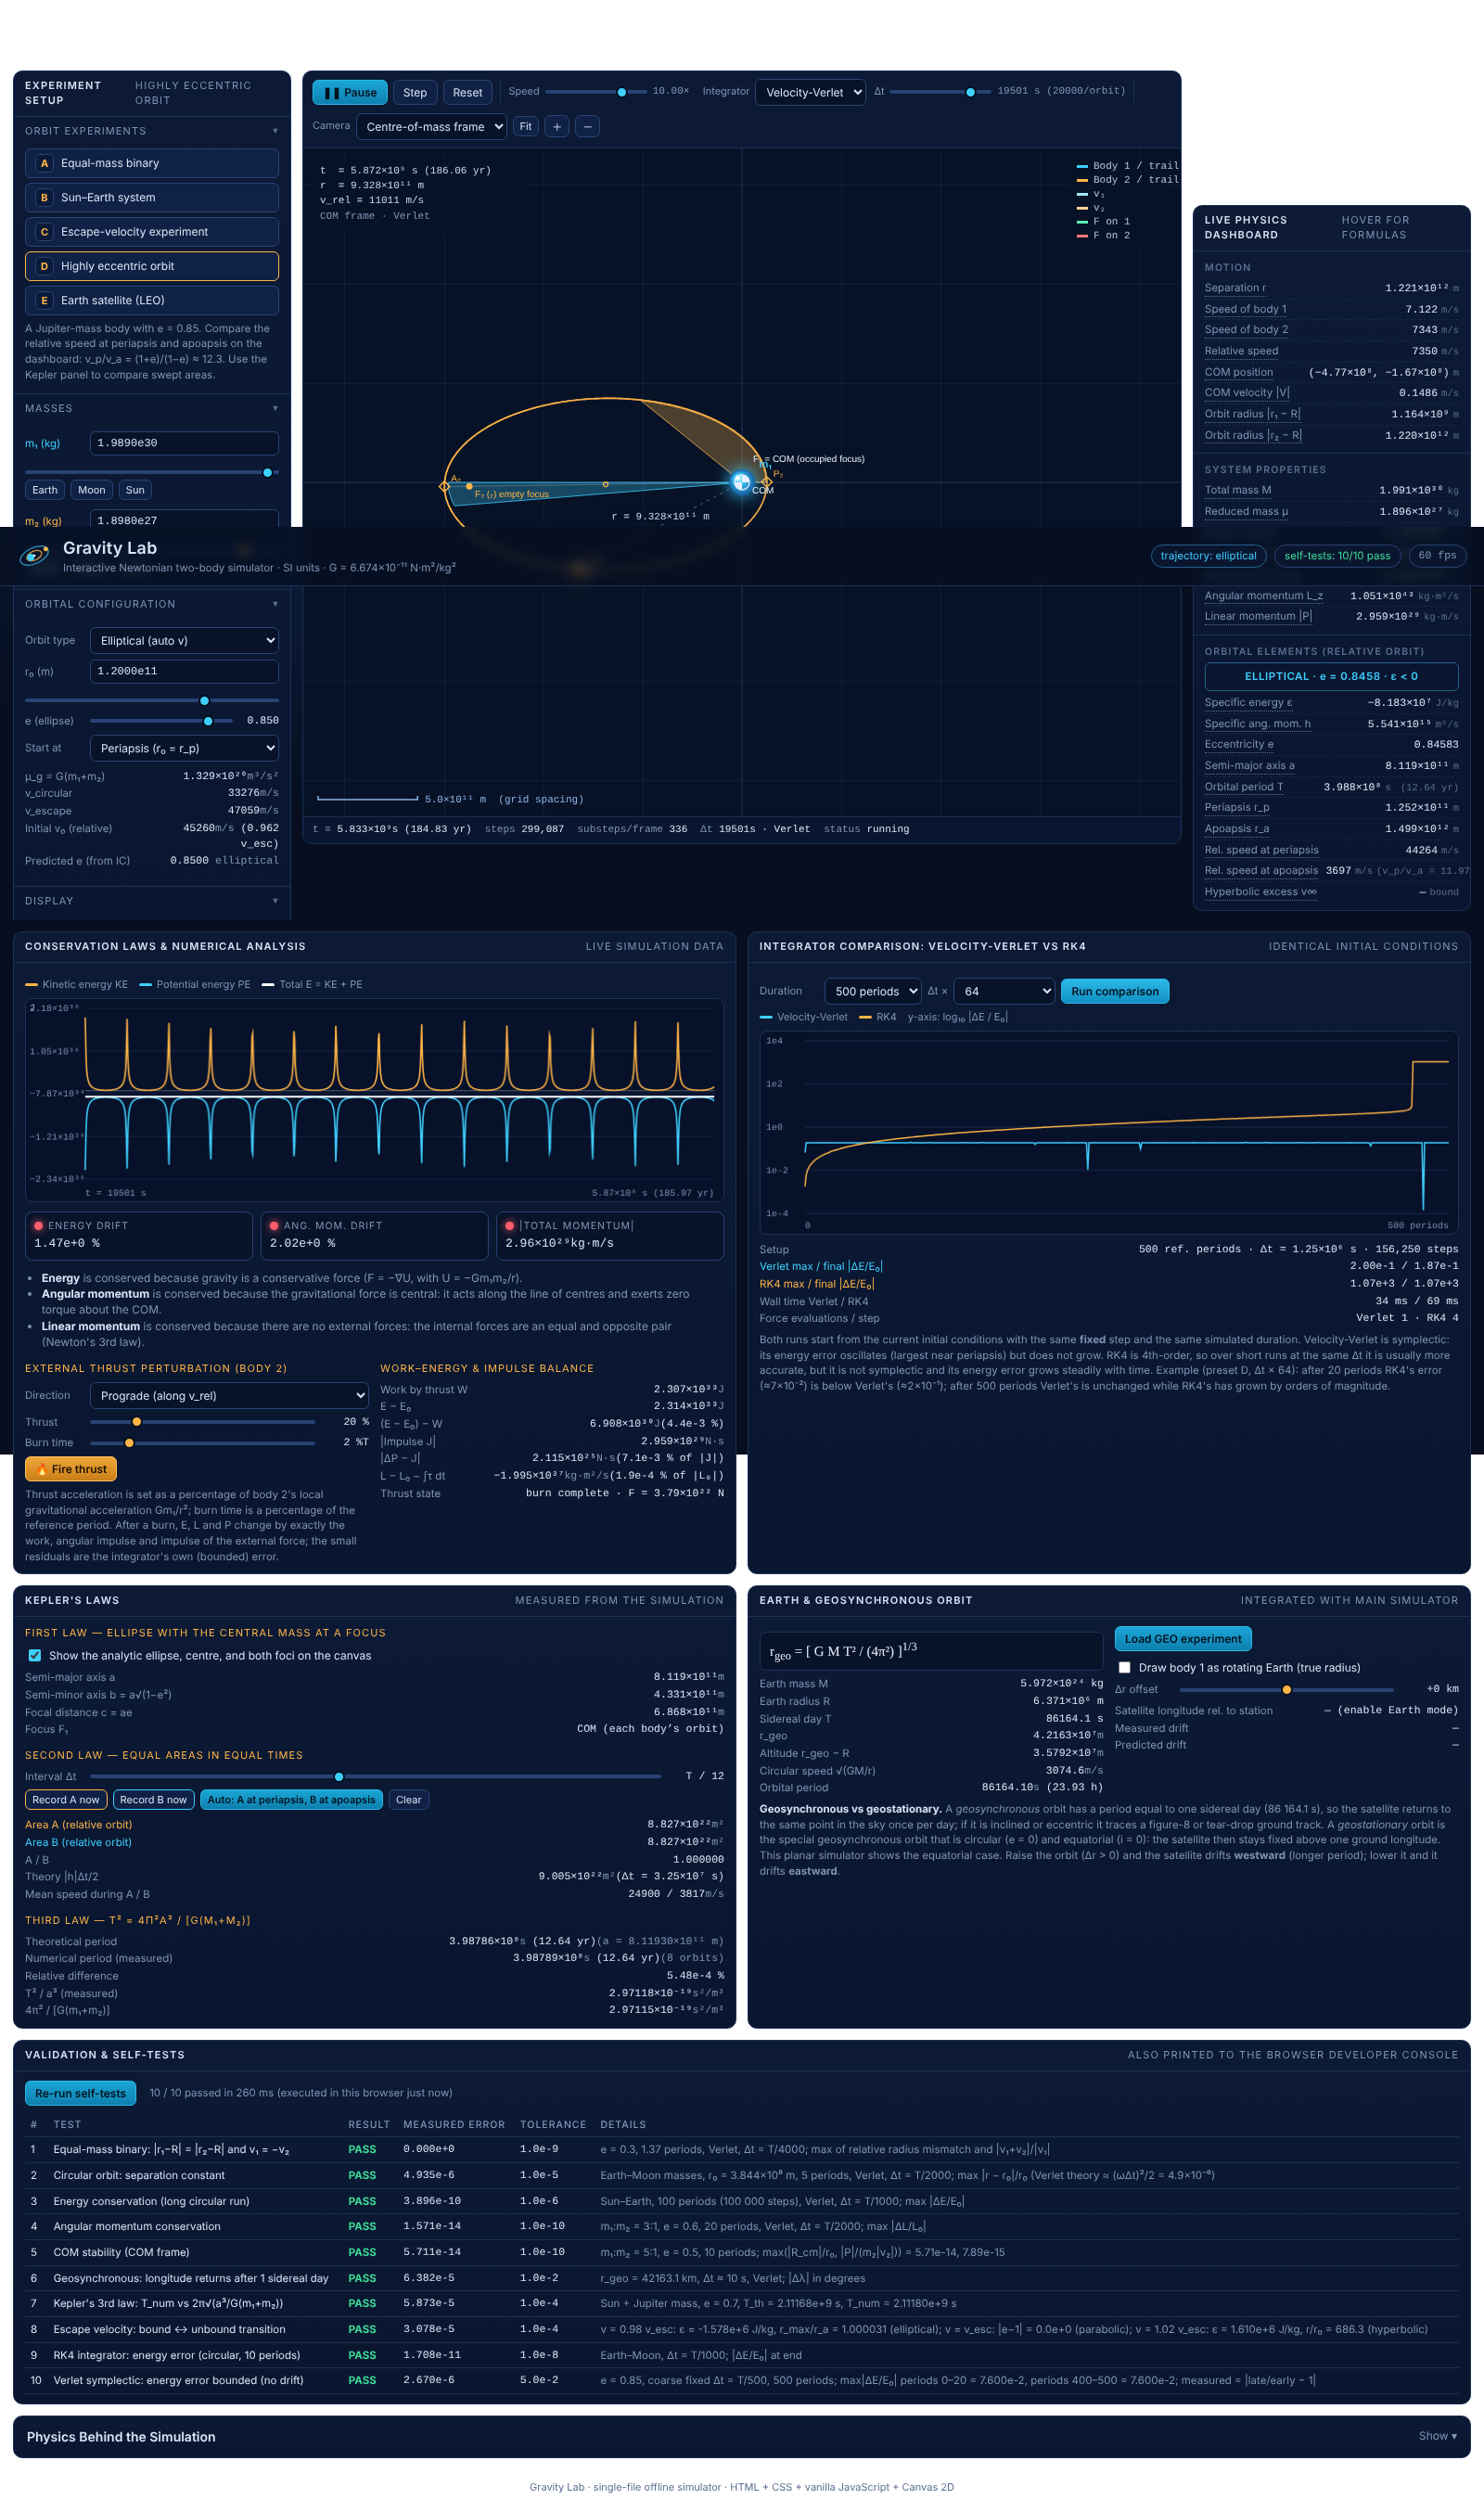 EXPERIMENT SETUP
HIGHLY ECCENTRIC ORBIT
ORBIT EXPERIMENTS ▾
A Equal-mass binary
B Sun–Earth system
C Escape-velocity experiment
D Highly eccentric orbit
E Earth satellite (LEO)
A Jupiter-mass body with e = 0.85. Compare the
relative speed at periapsis and apoapsis on the
dashboard: v_p/v_a = (1+e)/(1−e) ≈ 12.3. Use the
Kepler panel to compare swept areas.
MASSES ▾
m₁ (kg) 1.9890e30
Earth Moon Sun
m₂ (kg) 1.8980e27
❚❚ Pause Step Reset Speed 10.00× Integrator Velocity-Verlet Δt 19501 s (20000/orbit)
Camera Centre-of-mass frame Fit + −
t = 5.872×10⁹ s (186.06 yr)
r = 9.328×10¹¹ m
v_rel = 11011 m/s
COM frame · Verlet
Body 1 / trail
Body 2 / trail
v₁
v₂
F on 1
F on 2
F₁ = COM (occupied focus)
m₁
P₂
COM
A₂
F₂ (₂) empty focus
r = 9.328×10¹¹ m
LIVE PHYSICS DASHBOARD
HOVER FOR FORMULAS
MOTION
Separation r 1.221×10¹² m
Speed of body 1 7.122 m/s
Speed of body 2 7343 m/s
Relative speed 7350 m/s
COM position (−4.77×10⁸, −1.67×10⁸) m
COM velocity |V| 0.1486 m/s
Orbit radius |r₁ − R| 1.164×10⁹ m
Orbit radius |r₂ − R| 1.220×10¹² m
SYSTEM PROPERTIES
Total mass M 1.991×10³⁰ kg
Reduced mass μ 1.896×10²⁷ kg
Gravity Lab
Interactive Newtonian two-body simulator · SI units · G = 6.674×10⁻¹¹ N·m²/kg²
trajectory: elliptical
self-tests: 10/10 pass
60 fps
ORBITAL CONFIGURATION ▾
Orbit type Elliptical (auto v)
r₀ (m) 1.2000e11
e (ellipse) 0.850
Start at Periapsis (r₀ = r_p)
μ_g = G(m₁+m₂) 1.329×10²⁰m³/s²
v_circular 33276m/s
v_escape 47059m/s
Initial v₀ (relative) 45260m/s (0.962 v_esc)
Predicted e (from IC) 0.8500 elliptical
DISPLAY ▾
5.0×10¹¹ m (grid spacing)
t = 5.833×10⁹s (184.83 yr) steps 299,087 substeps/frame 336 Δt 19501s · Verlet status running
Angular momentum L_z 1.051×10⁴³ kg·m²/s
Linear momentum |P| 2.959×10²⁹ kg·m/s
ORBITAL ELEMENTS (RELATIVE ORBIT)
ELLIPTICAL · e = 0.8458 · ε < 0
Specific energy ε −8.183×10⁷ J/kg
Specific ang. mom. h 5.541×10¹⁵ m²/s
Eccentricity e 0.84583
Semi-major axis a 8.119×10¹¹ m
Orbital period T 3.988×10⁸ s (12.64 yr)
Periapsis r_p 1.252×10¹¹ m
Apoapsis r_a 1.499×10¹² m
Rel. speed at periapsis 44264 m/s
Rel. speed at apoapsis 3697 m/s (v_p/v_a = 11.97
Hyperbolic excess v∞ — bound
CONSERVATION LAWS & NUMERICAL ANALYSIS LIVE SIMULATION DATA
Kinetic energy KE Potential energy PE Total E = KE + PE
2.18×10³⁶
1.05×10³⁶
−7.87×10³⁴
−1.21×10³⁶
−2.34×10³⁶
t = 19501 s 5.87×10⁹ s (185.97 yr)
ENERGY DRIFT
1.47e+0 %
ANG. MOM. DRIFT
2.02e+0 %
|TOTAL MOMENTUM|
2.96×10²⁹kg·m/s
• Energy is conserved because gravity is a conservative force (F = −∇U, with U = −Gm₁m₂/r).
• Angular momentum is conserved because the gravitational force is central: it acts along the line of centres and exerts zero
torque about the COM.
• Linear momentum is conserved because there are no external forces: the internal forces are an equal and opposite pair
(Newton's 3rd law).
EXTERNAL THRUST PERTURBATION (BODY 2)
Direction Prograde (along v_rel)
Thrust 20 %
Burn time 2 %T
🔥 Fire thrust
Thrust acceleration is set as a percentage of body 2's local
gravitational acceleration Gm₁/r²; burn time is a percentage of the
reference period. After a burn, E, L and P change by exactly the
work, angular impulse and impulse of the external force; the small
residuals are the integrator's own (bounded) error.
WORK–ENERGY & IMPULSE BALANCE
Work by thrust W 2.307×10³³J
E − E₀ 2.314×10³³J
(E − E₀) − W 6.908×10³⁰J(4.4e-3 %)
|Impulse J| 2.959×10²⁹N·s
|ΔP − J| 2.115×10²⁵N·s(7.1e-3 % of |J|)
L − L₀ − ∫τ dt −1.995×10³⁷kg·m²/s(1.9e-4 % of |L₀|)
Thrust state burn complete · F = 3.79×10²² N
INTEGRATOR COMPARISON: VELOCITY-VERLET VS RK4 IDENTICAL INITIAL CONDITIONS
Duration 500 periods Δt × 64 Run comparison
Velocity-Verlet RK4 y-axis: log₁₀ |ΔE / E₀|
1e4
1e2
1e0
1e-2
1e-4
0 500 periods
Setup 500 ref. periods · Δt = 1.25×10⁶ s · 156,250 steps
Verlet max / final |ΔE/E₀| 2.00e-1 / 1.87e-1
RK4 max / final |ΔE/E₀| 1.07e+3 / 1.07e+3
Wall time Verlet / RK4 34 ms / 69 ms
Force evaluations / step Verlet 1 · RK4 4
Both runs start from the current initial conditions with the same fixed step and the same simulated duration. Velocity-Verlet is symplectic:
its energy error oscillates (largest near periapsis) but does not grow. RK4 is 4th-order, so over short runs at the same Δt it is usually more
accurate, but it is not symplectic and its energy error grows steadily with time. Example (preset D, Δt × 64): after 20 periods RK4's error
(≈7×10⁻²) is below Verlet's (≈2×10⁻¹); after 500 periods Verlet's is unchanged while RK4's has grown by orders of magnitude.
KEPLER'S LAWS MEASURED FROM THE SIMULATION
FIRST LAW — ELLIPSE WITH THE CENTRAL MASS AT A FOCUS
Show the analytic ellipse, centre, and both foci on the canvas
Semi-major axis a 8.119×10¹¹m
Semi-minor axis b = a√(1−e²) 4.331×10¹¹m
Focal distance c = ae 6.868×10¹¹m
Focus F₁ COM (each body’s orbit)
SECOND LAW — EQUAL AREAS IN EQUAL TIMES
Interval Δt T / 12
Record A now Record B now Auto: A at periapsis, B at apoapsis Clear
Area A (relative orbit) 8.827×10²²m²
Area B (relative orbit) 8.827×10²²m²
A / B 1.000000
Theory |h|Δt/2 9.005×10²²m²(Δt = 3.25×10⁷ s)
Mean speed during A / B 24900 / 3817m/s
THIRD LAW — T² = 4Π²A³ / [G(M₁+M₂)]
Theoretical period 3.98786×10⁸s (12.64 yr)(a = 8.11930×10¹¹ m)
Numerical period (measured) 3.98789×10⁸s (12.64 yr)(8 orbits)
Relative difference 5.48e-4 %
T² / a³ (measured) 2.97118×10⁻¹⁹s²/m³
4π² / [G(m₁+m₂)] 2.97115×10⁻¹⁹s²/m³
EARTH & GEOSYNCHRONOUS ORBIT INTEGRATED WITH MAIN SIMULATOR
r_geo = [ G M T² / (4π²) ]^1/3
Earth mass M 5.972×10²⁴ kg
Earth radius R 6.371×10⁶ m
Sidereal day T 86164.1 s
r_geo 4.2163×10⁷m
Altitude r_geo − R 3.5792×10⁷m
Circular speed √(GM/r) 3074.6m/s
Orbital period 86164.10s (23.93 h)
Load GEO experiment
Draw body 1 as rotating Earth (true radius)
Δr offset +0 km
Satellite longitude rel. to station — (enable Earth mode)
Measured drift —
Predicted drift —
Geosynchronous vs geostationary. A geosynchronous orbit has a period equal to one sidereal day (86 164.1 s), so the satellite returns to
the same point in the sky once per day; if it is inclined or eccentric it traces a figure-8 or tear-drop ground track. A geostationary orbit is
the special geosynchronous orbit that is circular (e = 0) and equatorial (i = 0): the satellite then stays fixed above one ground longitude.
This planar simulator shows the equatorial case. Raise the orbit (Δr > 0) and the satellite drifts westward (longer period); lower it and it
drifts eastward.
VALIDATION & SELF-TESTS ALSO PRINTED TO THE BROWSER DEVELOPER CONSOLE
Re-run self-tests 10 / 10 passed in 260 ms (executed in this browser just now)
# TEST RESULT MEASURED ERROR TOLERANCE DETAILS
1 Equal-mass binary: |r₁−R| = |r₂−R| and v₁ = −v₂ PASS 0.000e+0 1.0e-9 e = 0.3, 1.37 periods, Verlet, Δt = T/4000; max of relative radius mismatch and |v₁+v₂|/|v₁|
2 Circular orbit: separation constant PASS 4.935e-6 1.0e-5 Earth–Moon masses, r₀ = 3.844×10⁸ m, 5 periods, Verlet, Δt = T/2000; max |r − r₀|/r₀ (Verlet theory ≈ (ωΔt)²/2 = 4.9×10⁻⁶)
3 Energy conservation (long circular run) PASS 3.896e-10 1.0e-6 Sun–Earth, 100 periods (100 000 steps), Verlet, Δt = T/1000; max |ΔE/E₀|
4 Angular momentum conservation PASS 1.571e-14 1.0e-10 m₁:m₂ = 3:1, e = 0.6, 20 periods, Verlet, Δt = T/2000; max |ΔL/L₀|
5 COM stability (COM frame) PASS 5.711e-14 1.0e-10 m₁:m₂ = 5:1, e = 0.5, 10 periods; max(|R_cm|/r₀, |P|/(m₂|v₂|)) = 5.71e-14, 7.89e-15
6 Geosynchronous: longitude returns after 1 sidereal day PASS 6.382e-5 1.0e-2 r_geo = 42163.1 km, Δt ≈ 10 s, Verlet; |Δλ| in degrees
7 Kepler's 3rd law: T_num vs 2π√(a³/G(m₁+m₂)) PASS 5.873e-5 1.0e-4 Sun + Jupiter mass, e = 0.7, T_th = 2.11168e+9 s, T_num = 2.11180e+9 s
8 Escape velocity: bound ↔ unbound transition PASS 3.078e-5 1.0e-4 v = 0.98 v_esc: ε = -1.578e+6 J/kg, r_max/r_a = 1.000031 (elliptical); v = v_esc: |e−1| = 0.0e+0 (parabolic); v = 1.02 v_esc: ε = 1.610e+6 J/kg, r/r₀ = 686.3 (hyperbolic)
9 RK4 integrator: energy error (circular, 10 periods) PASS 1.708e-11 1.0e-8 Earth–Moon, Δt = T/1000; |ΔE/E₀| at end
10 Verlet symplectic: energy error bounded (no drift) PASS 2.670e-6 5.0e-2 e = 0.85, coarse fixed Δt = T/500, 500 periods; max|ΔE/E₀| periods 0–20 = 7.600e-2, periods 400–500 = 7.600e-2; measured = |late/early − 1|
Physics Behind the Simulation Show ▾
Gravity Lab · single-file offline simulator · HTML + CSS + vanilla JavaScript + Canvas 2D